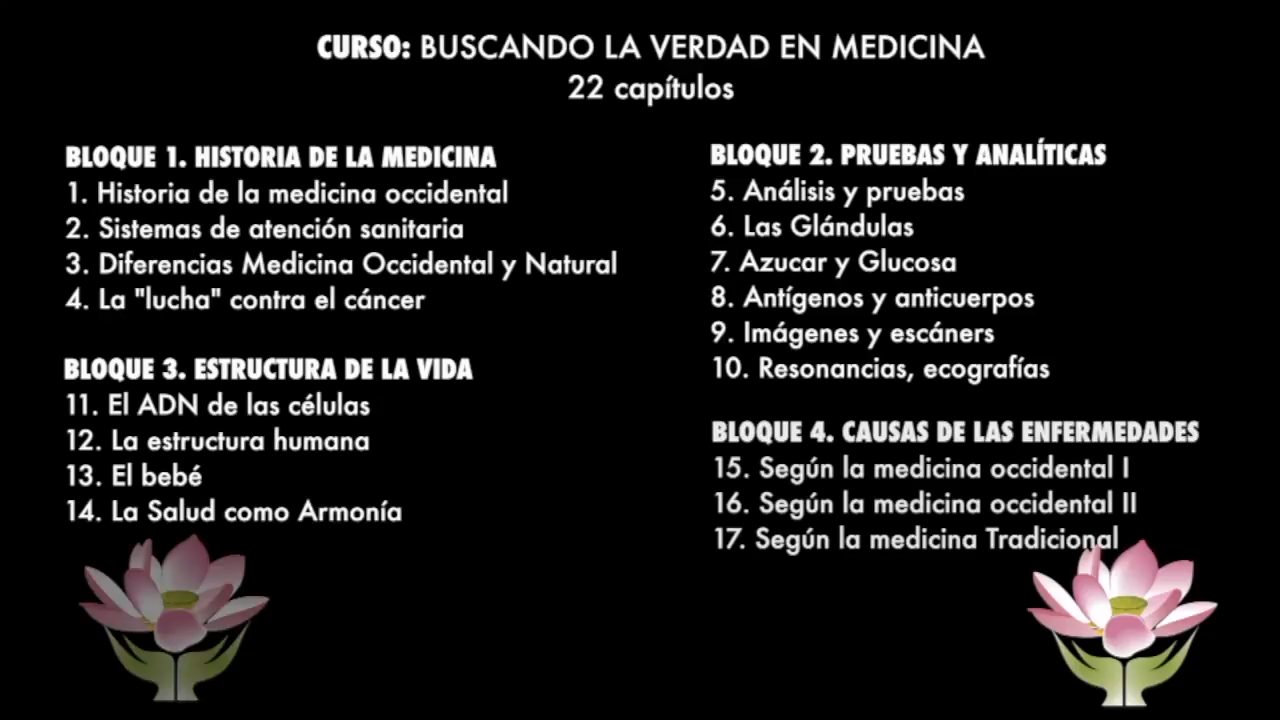 CURSO: BUSCANDO LA VERDAD EN MEDICINA
22 capítulos
BLOQUE 1. HISTORIA DE LA MEDICINA
1. Historia de la medicina occidental
2. Sistemas de atención sanitaria
3. Diferencias Medicina Occidental y Natural
4. La "lucha" contra el cáncer
BLOQUE 2. PRUEBAS Y ANALÍTICAS
5. Análisis y pruebas
6. Las Glándulas
7. Azucar y Glucosa
8. Antígenos y anticuerpos
9. Imágenes y escáners
10. Resonancias, ecografías
BLOQUE 3. ESTRUCTURA DE LA VIDA
11. El ADN de las células
12. La estructura humana
13. El bebé
14. La Salud como Armonía
BLOQUE 4. CAUSAS DE LAS ENFERMEDADES
15. Según la medicina occidental I
16. Según la medicina occidental II
17. Según la medicina Tradicional